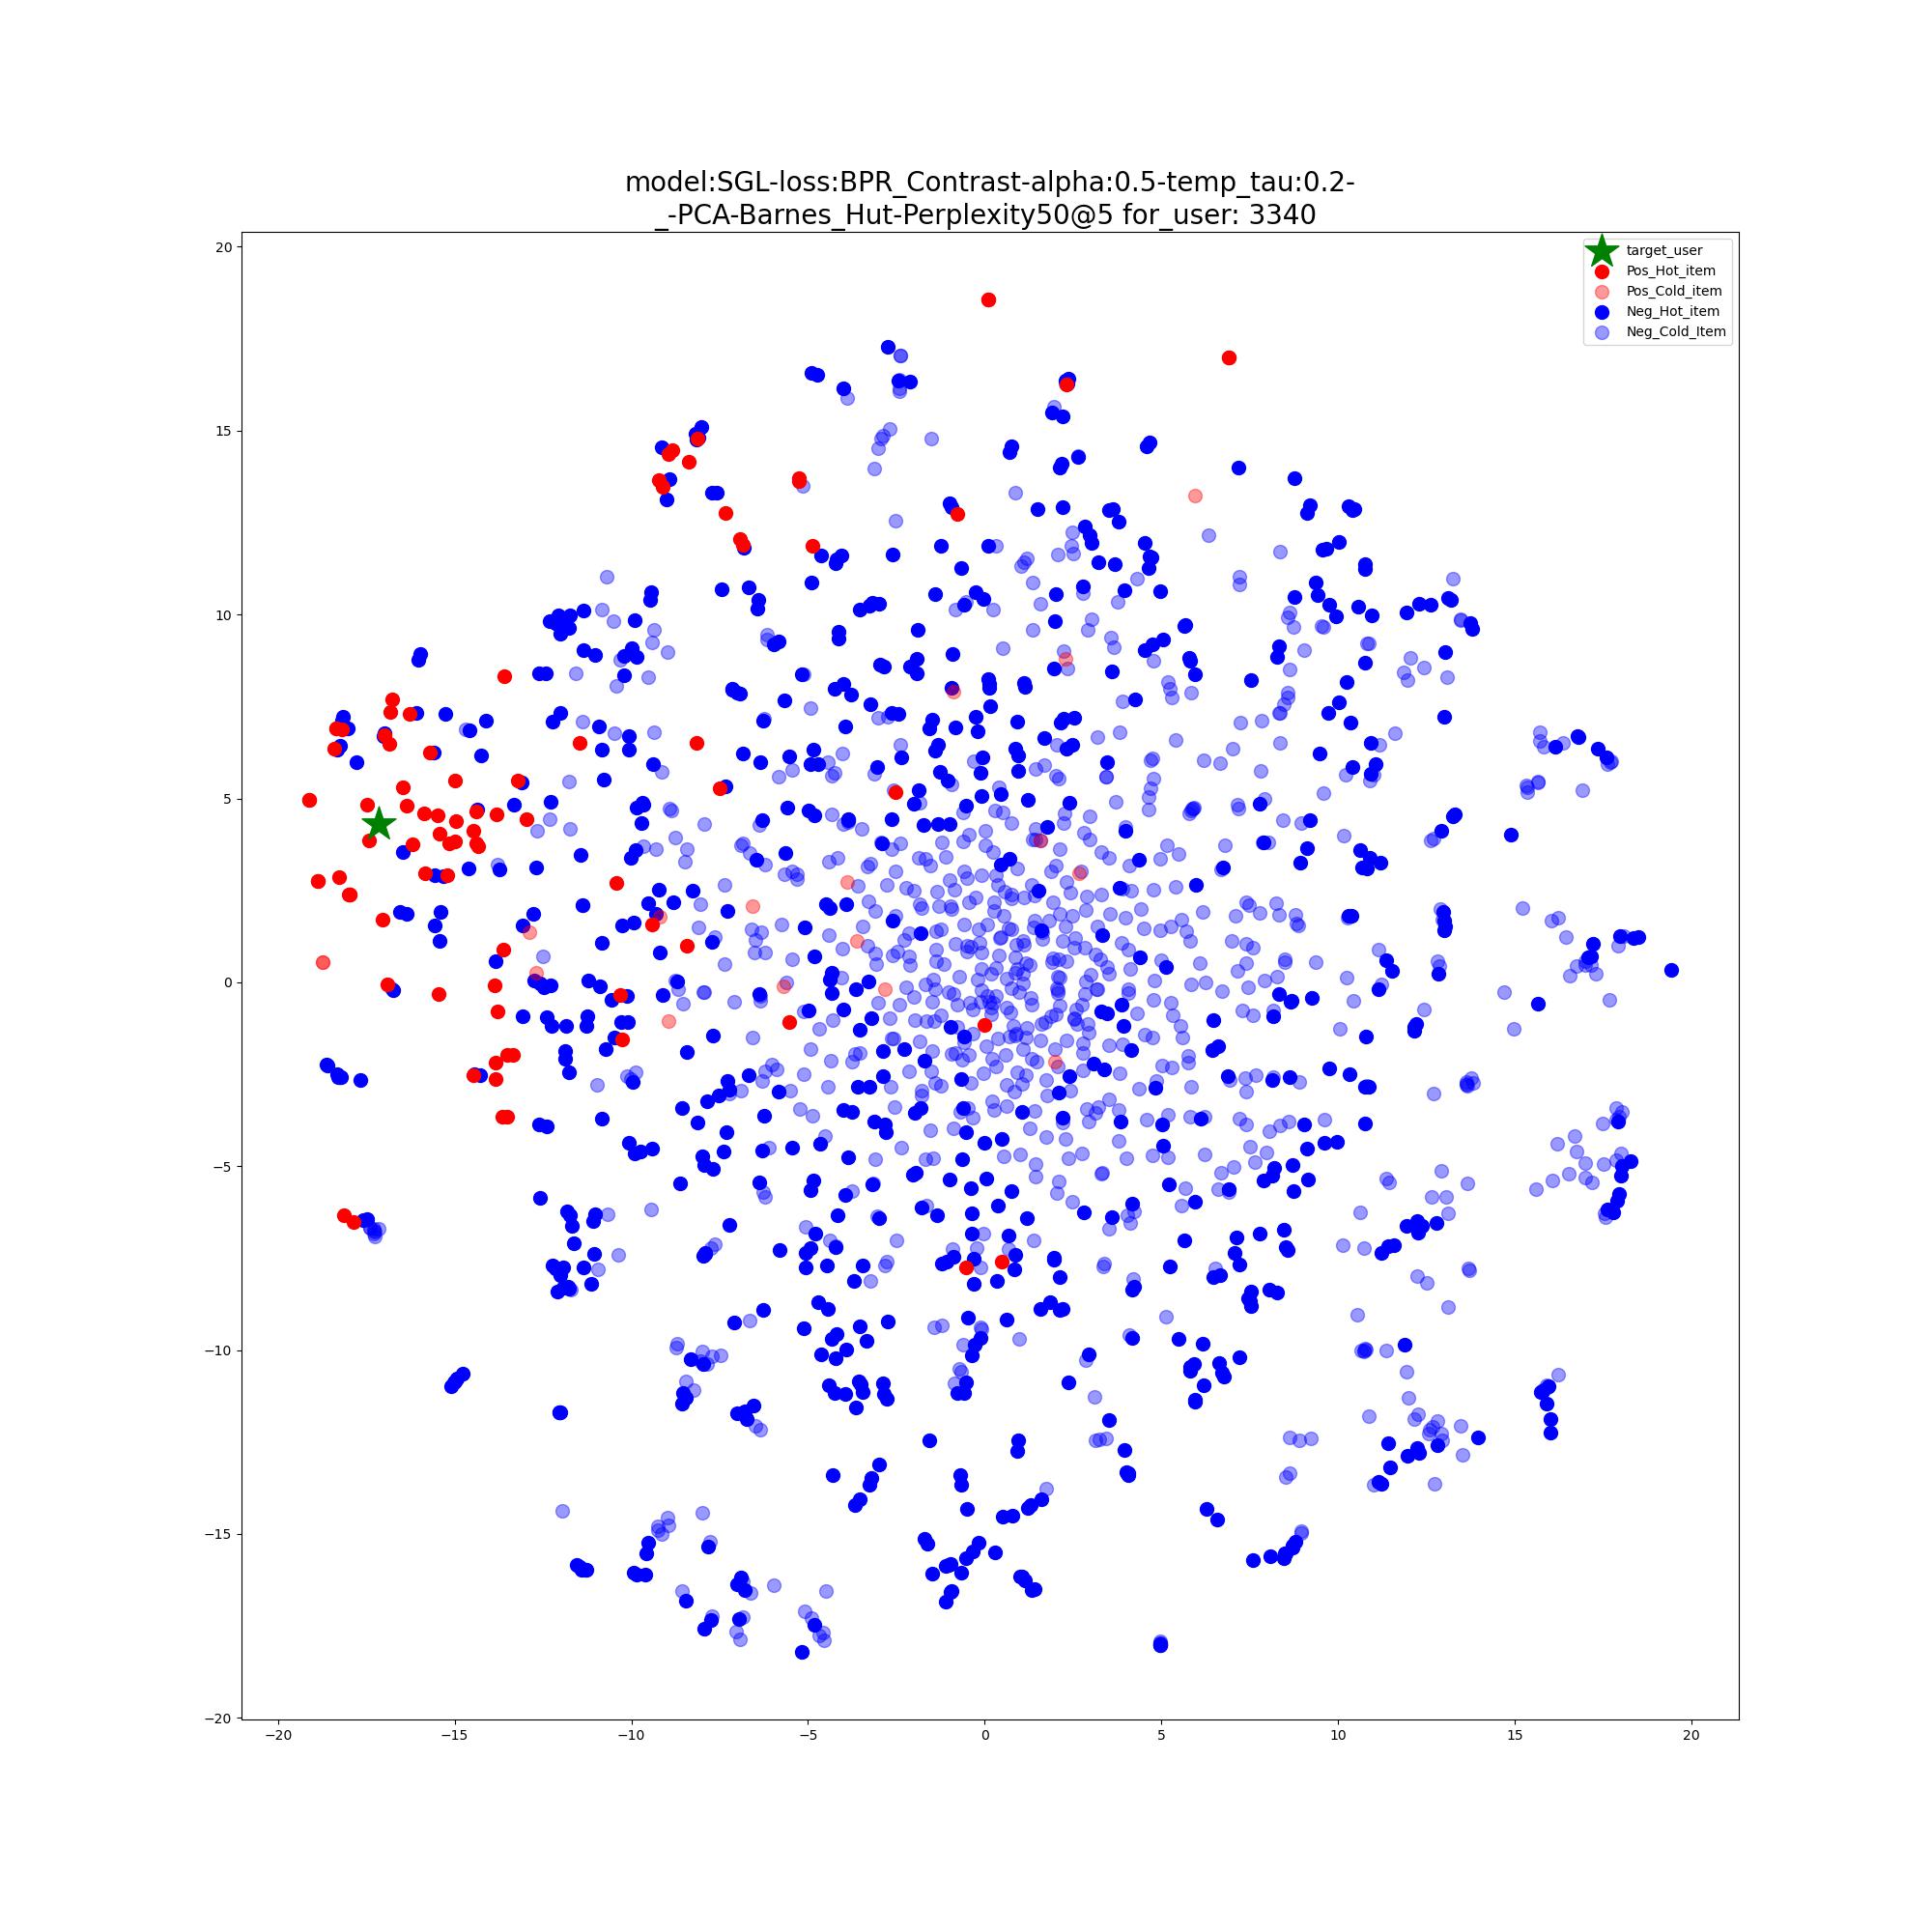 model:SGL-loss:BPR_Contrast-alpha:0.5-temp_tau:0.2-
_-PCA-Barnes_Hut-Perplexity50@5 for_user: 3340
target_user
Pos_Hot_item
Pos_Cold_item
Neg_Hot_item
Neg_Cold_Item
20
15
10
5
0
−5
−10
−15
−20
−20 −15 −10 −5 0 5 10 15 20